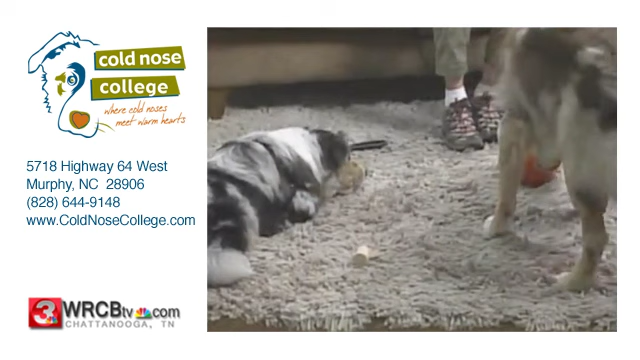 cold nose
college
where cold noses
meet warm hearts
5718 Highway 64 West
Murphy, NC  28906
(828) 644-9148
www.ColdNoseCollege.com
3 WRCBtv.com
CHATTANOOGA, TN